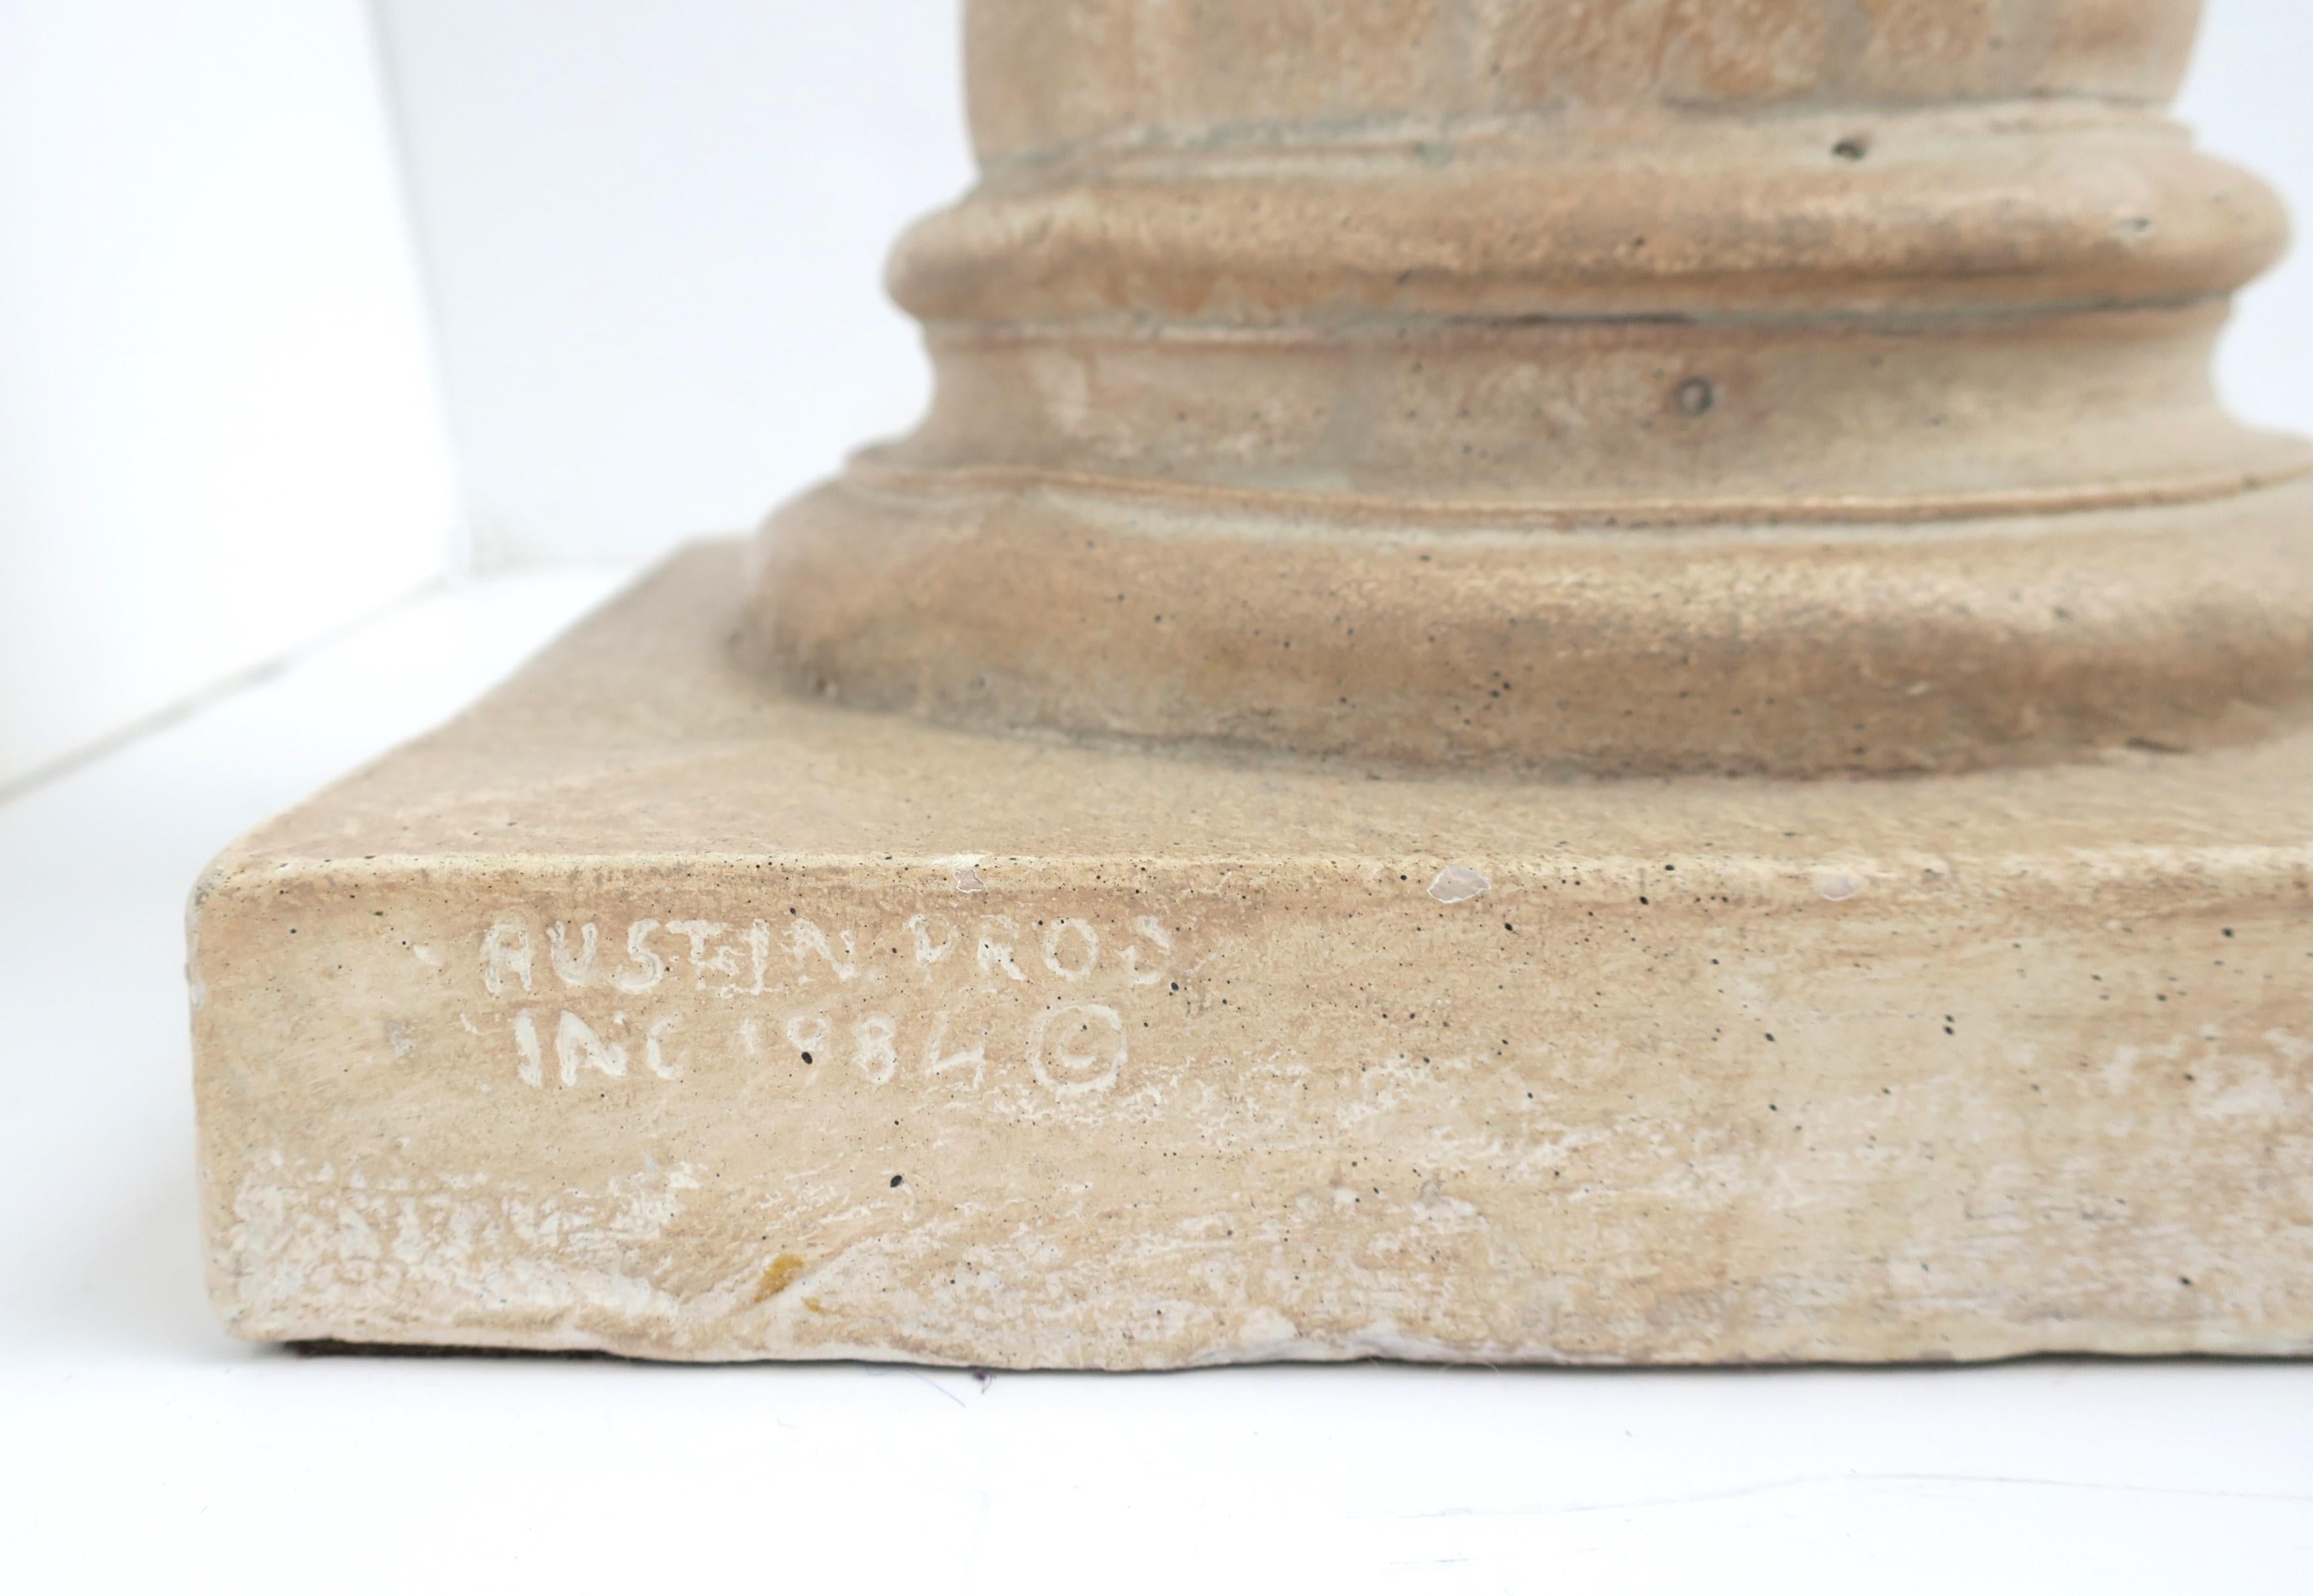 AUSTIN PROD
INC 1984 ©